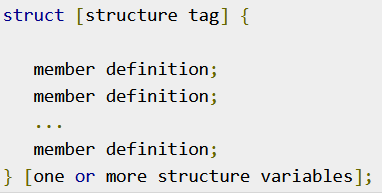 struct [structure tag] {
member definition;
member definition;
...
member definition;
} [one or more structure variables];